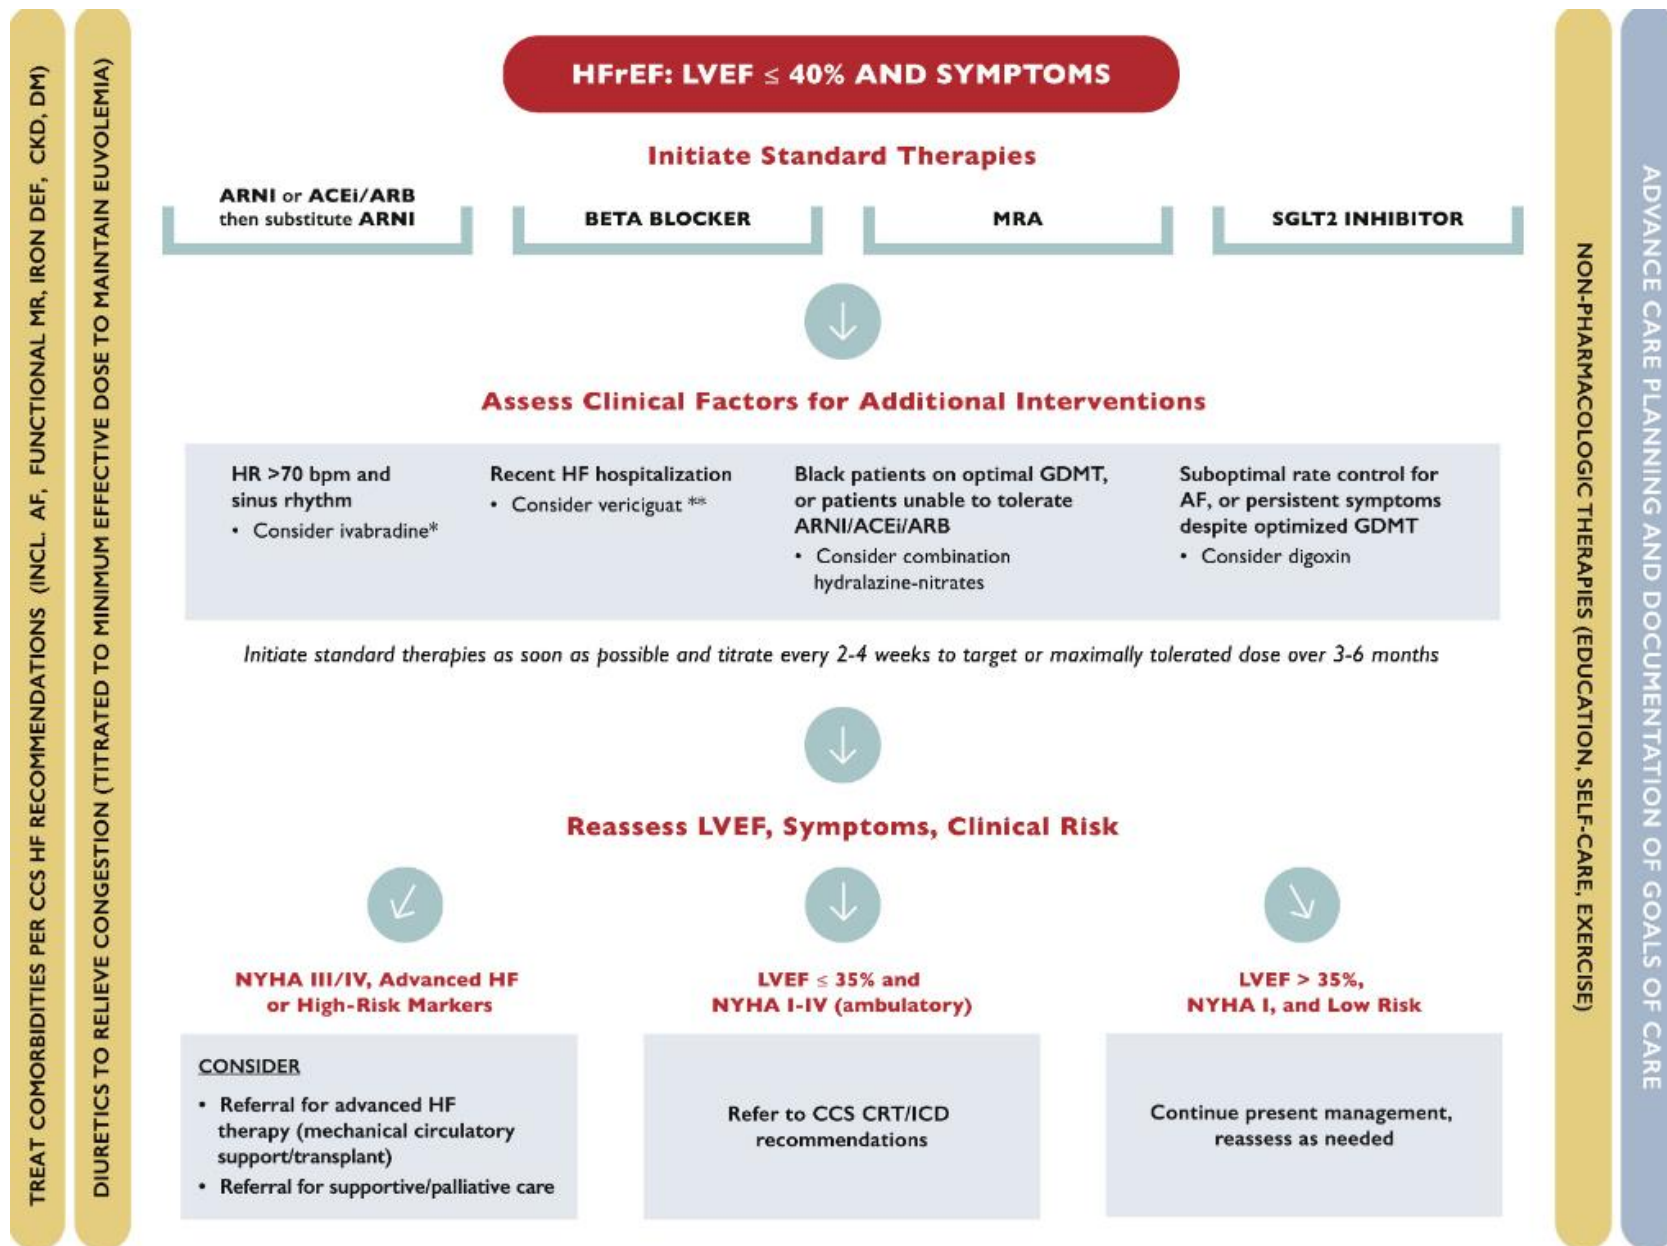 TREAT COMORBIDITIES PER CCS HF RECOMMENDATIONS (INCL. AF, FUNCTIONAL MR, IRON DEF, CKD, DM)
DIURETICS TO RELIEVE CONGESTION (TITRATED TO MINIMUM EFFECTIVE DOSE TO MAINTAIN EUVOLEMIA)
HFrEF: LVEF ≤ 40% AND SYMPTOMS
Initiate Standard Therapies
ARNI or ACEi/ARB
then substitute ARNI
BETA BLOCKER
MRA
SGLT2 INHIBITOR
Assess Clinical Factors for Additional Interventions
HR >70 bpm and
sinus rhythm
• Consider ivabradine*
Recent HF hospitalization
• Consider vericiguat **
Black patients on optimal GDMT,
or patients unable to tolerate
ARNI/ACEi/ARB
• Consider combination
hydralazine-nitrates
Suboptimal rate control for
AF, or persistent symptoms
despite optimized GDMT
• Consider digoxin
Initiate standard therapies as soon as possible and titrate every 2-4 weeks to target or maximally tolerated dose over 3-6 months
Reassess LVEF, Symptoms, Clinical Risk
NYHA III/IV, Advanced HF
or High-Risk Markers
CONSIDER
• Referral for advanced HF
therapy (mechanical circulatory
support/transplant)
• Referral for supportive/palliative care
LVEF ≤ 35% and
NYHA I-IV (ambulatory)
Refer to CCS CRT/ICD
recommendations
LVEF > 35%,
NYHA I, and Low Risk
Continue present management,
reassess as needed
NON-PHARMACOLOGIC THERAPIES (EDUCATION, SELF-CARE, EXERCISE)
ADVANCE CARE PLANNING AND DOCUMENTATION OF GOALS OF CARE